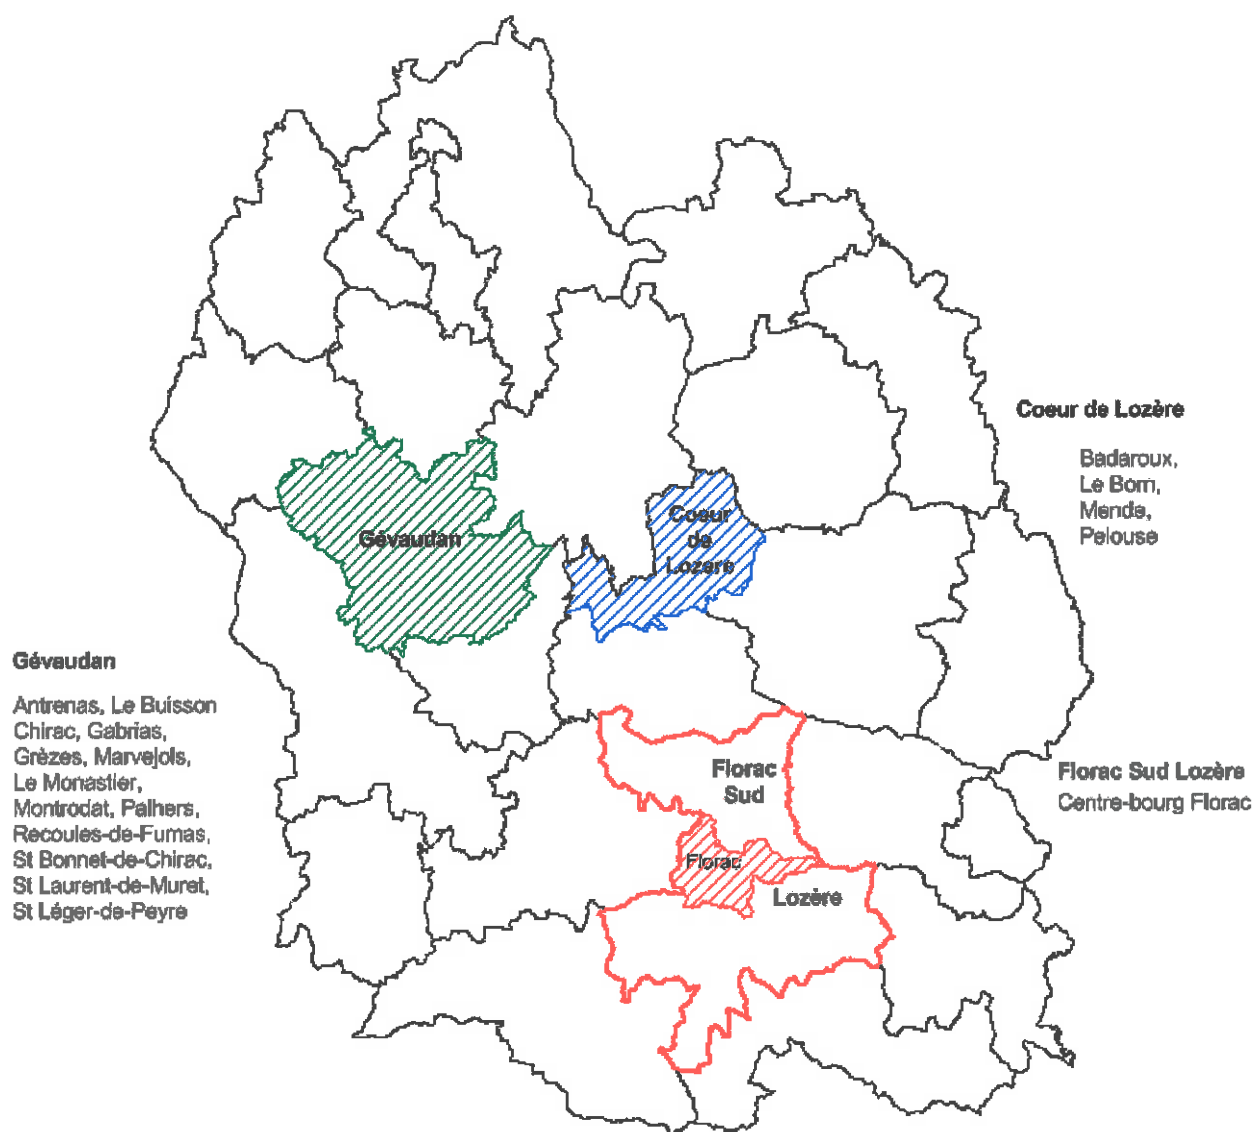 Coeur de Lozère
Badaroux,
Le Born,
Mende,
Pelouse
Gévaudan
Coeur
de
Lozère
Gévaudan
Antrenas, Le Buisson
Chirac, Gabrias,
Grèzes, Marvejols,
Le Monastier,
Montrodat, Palhers,
Recoules-de-Fumas,
St Bonnet-de-Chirac,
St Laurent-de-Muret,
St Léger-de-Peyre
Florac
Sud
Florac
Lozère
Florac Sud Lozère
Centre-bourg Florac